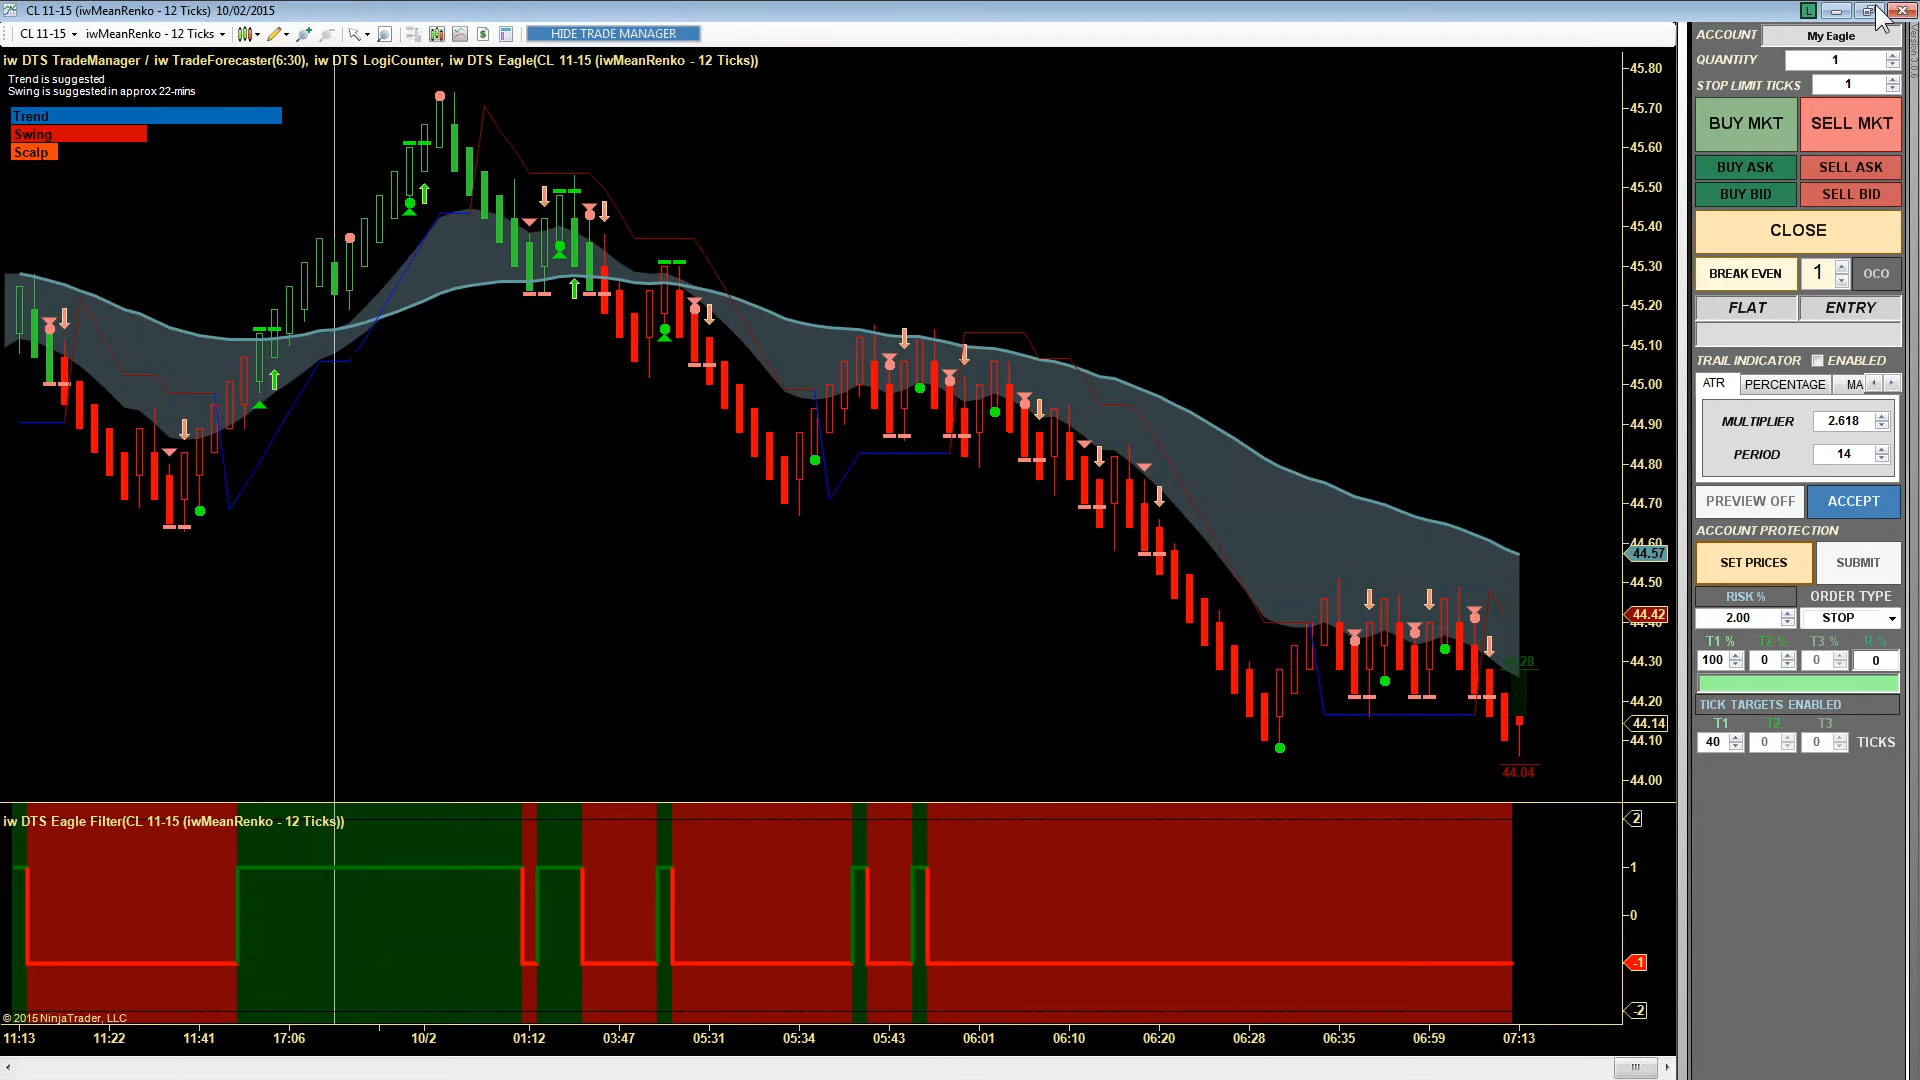 CL 11-15 (iwMeanRenko - 12 Ticks) 10/02/2015
L
CL 11-15 iwMeanRenko - 12 Ticks HIDE TRADE MANAGER
iw DTS TradeManager / iw TradeForecaster(6:30), iw DTS LogiCounter, iw DTS Eagle(CL 11-15 (iwMeanRenko - 12 Ticks))
Trend is suggested
Swing is suggested in approx 22-mins
Trend
Swing
Scalp
45.80
45.70
45.60
45.50
45.40
45.30
45.20
45.10
45.00
44.90
44.80
44.70
44.60
44.57
44.50
44.42
44.40
44.30
44.20
44.14
44.10
44.00
.28
44.04
iw DTS Eagle Filter(CL 11-15 (iwMeanRenko - 12 Ticks))
2
1
0
-1
-2
© 2015 NinjaTrader, LLC
11:13 11:22 11:41 17:06 10/2 01:12 03:47 05:31 05:34 05:43 06:01 06:10 06:20 06:28 06:35 06:59 07:13
Version 3.0.6
ACCOUNT My Eagle
QUANTITY 1
STOP LIMIT TICKS 1
BUY MKT SELL MKT
BUY ASK SELL ASK
BUY BID SELL BID
CLOSE
BREAK EVEN 1 OCO
FLAT ENTRY
TRAIL INDICATOR ENABLED
ATR PERCENTAGE MA
MULTIPLIER 2.618
PERIOD 14
PREVIEW OFF ACCEPT
ACCOUNT PROTECTION
SET PRICES SUBMIT
RISK % ORDER TYPE
2.00 STOP
T1 % T2 % T3 % R %
100 0 0 0
TICK TARGETS ENABLED
T1 T2 T3
40 0 0 TICKS